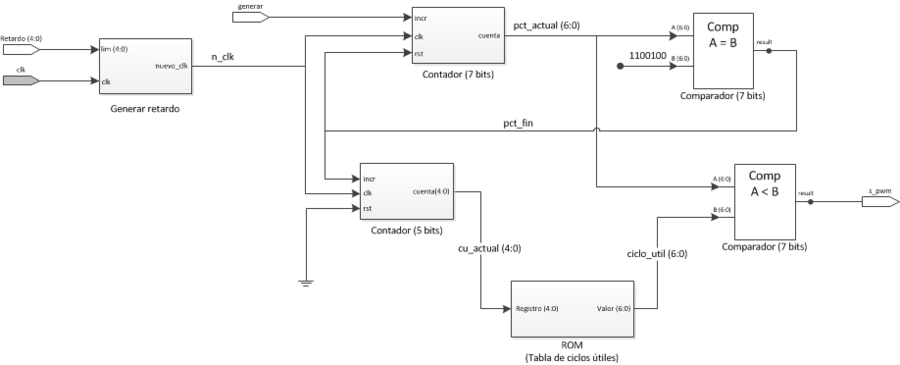 generar
Retardo (4:0)
clk
lim (4:0)
nuevo_clk
clk
Generar retardo
n_clk
incr
clk
rst
cuenta
Contador (7 bits)
pct_actual (6:0)
A (6:0)
1100100
B (6:0)
Comp
A = B
result
Comparador (7 bits)
pct_fin
incr
clk
rst
cuenta(4:0)
Contador (5 bits)
cu_actual (4:0)
Registro (4:0)
Valor (6:0)
ROM
(Tabla de ciclos útiles)
ciclo_util (6:0)
A (6:0)
B (6:0)
Comp
A < B
result
Comparador (7 bits)
s_pwm